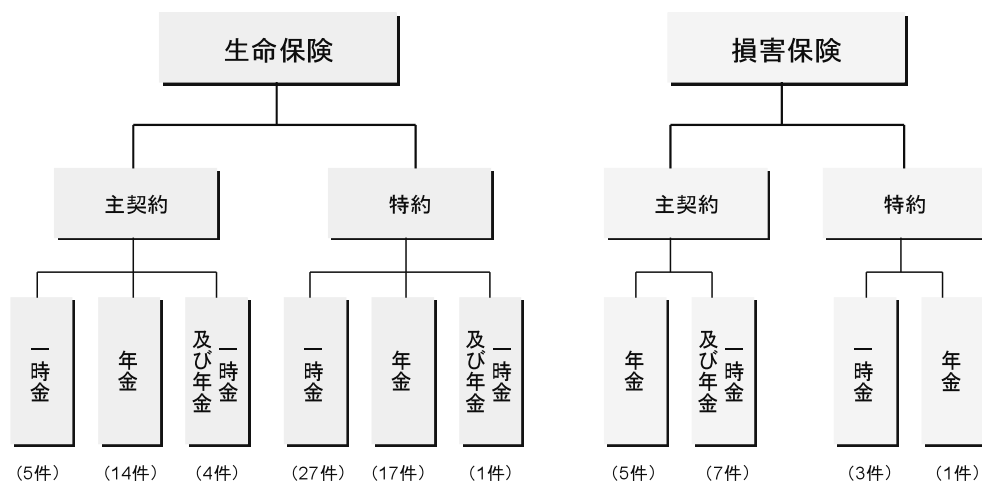 生命保険
損害保険
主契約
特約
主契約
特約
一時金
年金
一時金
及び年金
一時金
年金
一時金
及び年金
年金
一時金
及び年金
一時金
年金
（5件）
（14件）
（4件）
（27件）
（17件）
（1件）
（5件）
（7件）
（3件）
（1件）